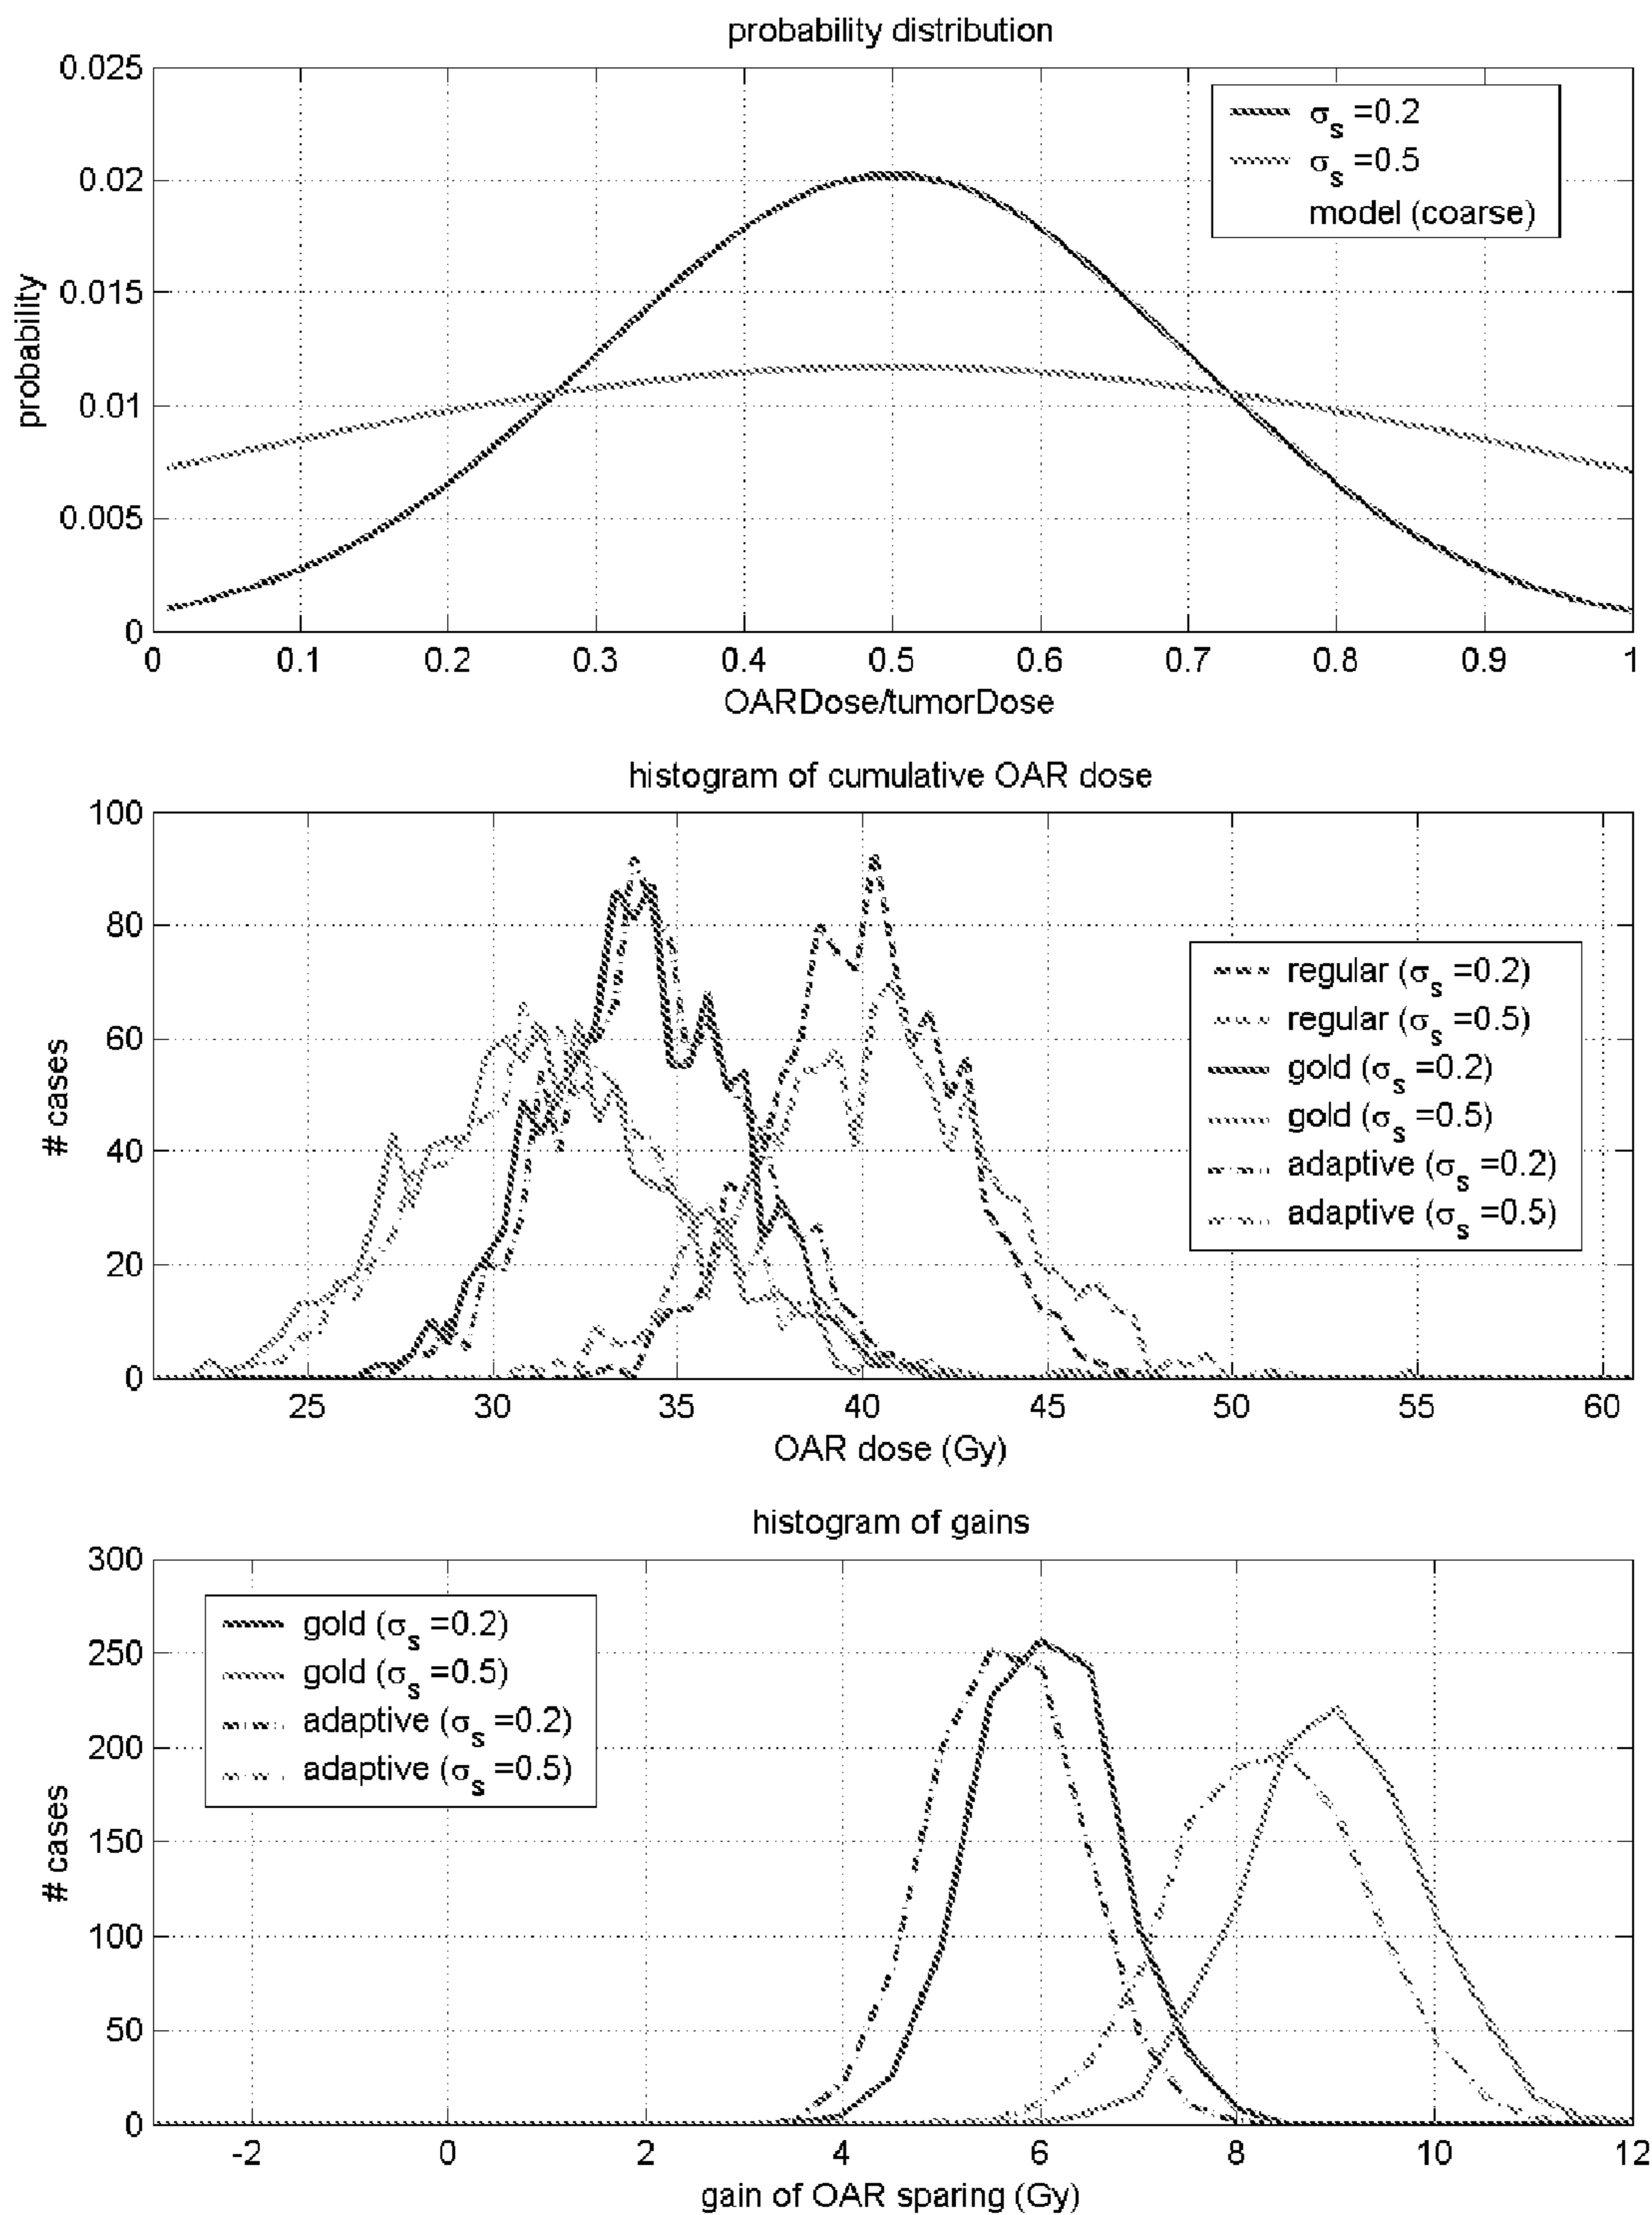 probability distribution
0.025
0.02
0.015
0.01
0.005
0
probability
σs =0.2
σs =0.5
model (coarse)
0 0.1 0.2 0.3 0.4 0.5 0.6 0.7 0.8 0.9 1
OARDose/tumorDose
histogram of cumulative OAR dose
100
80
60
40
20
0
# cases
regular (σs =0.2)
regular (σs =0.5)
gold (σs =0.2)
gold (σs =0.5)
adaptive (σs =0.2)
adaptive (σs =0.5)
25 30 35 40 45 50 55 60
OAR dose (Gy)
histogram of gains
300
250
200
150
100
50
0
# cases
gold (σs =0.2)
gold (σs =0.5)
adaptive (σs =0.2)
adaptive (σs =0.5)
-2 0 2 4 6 8 10 12
gain of OAR sparing (Gy)